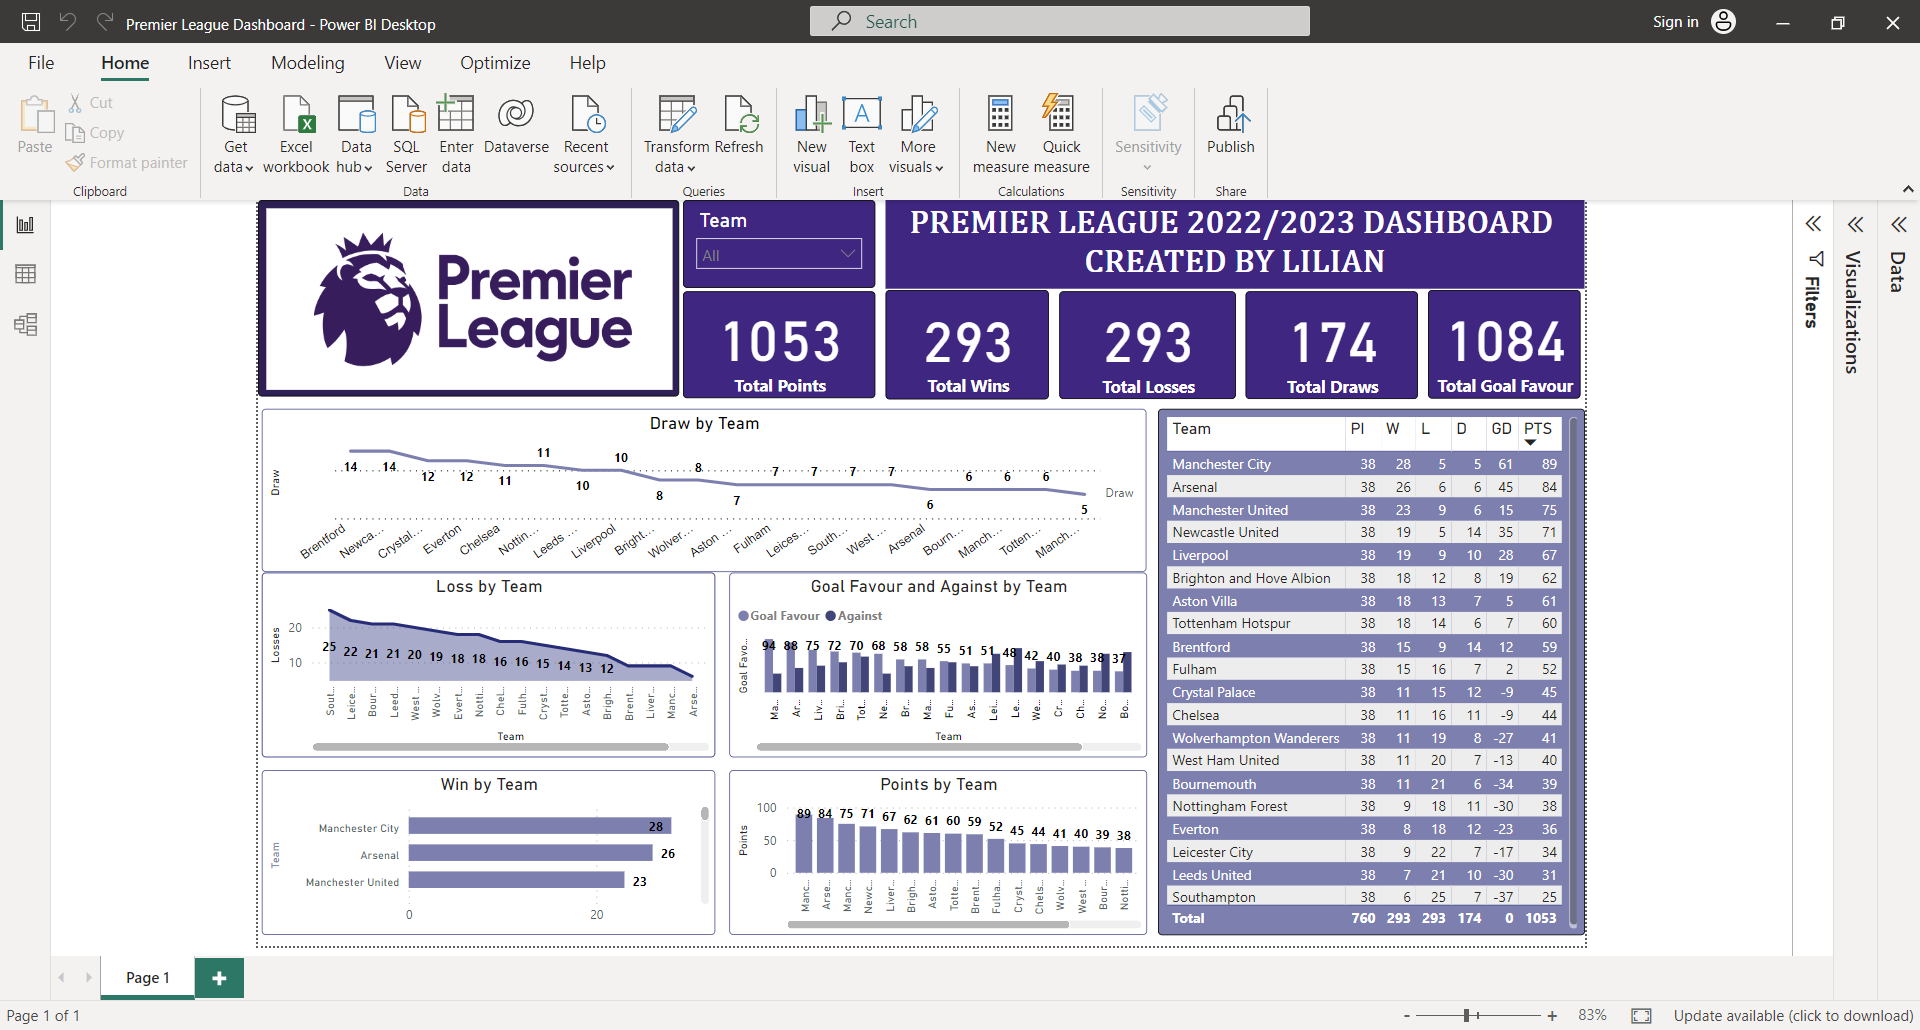 Premier League Dashboard - Power BI Desktop
Search
Sign in
File Home Insert Modeling View Optimize Help
Paste
Cut
Copy
Format painter
Clipboard
Get data
Excel workbook
Data hub
SQL Server
Enter data
Dataverse
Recent sources
Data
Transform data
Refresh
Queries
New visual
Text box
More visuals
Insert
New measure
Quick measure
Calculations
Sensitivity
Sensitivity
Publish
Share
Premier
League
Team
All
PREMIER LEAGUE 2022/2023 DASHBOARD
CREATED BY LILIAN
1053
Total Points
293
Total Wins
293
Total Losses
174
Total Draws
1084
Total Goal Favour
Draw by Team
Draw
14 14 12 12 11 11 10 10 8 8 7 7 7 7 7 6 6 6 6 5
Draw
Brentford Newca... Crystal... Everton Chelsea Nottin... Leeds ... Liverpool Bright... Wolver... Aston ... Fulham Leices... South... West ... Arsenal Bourn... Manch... Totten... Manch...
Loss by Team
Losses
20
10
25 22 21 21 20 19 18 18 16 16 15 14 13 12
Sout... Leice... Bour... Leed... West ... Wolv... Evert... Notti... Chel... Fulh... Cryst... Totte... Asto... Brigh... Brent... Liver... Manc... Arse...
Team
Goal Favour and Against by Team
Goal Favour Against
Goal Favo...
94 88 75 72 70 68 58 58 55 51 51 48 42 40 38 38 37
Ma... Ar... Liv... Bri... Tot... Ne... Br... Ma... Fu... As... Lei... Le... We... Cr... Ch... No... Bo...
Team
Win by Team
Team
Manchester City 28
Arsenal 26
Manchester United 23
0 20
Points by Team
Points
100
50
0
89 84 75 71 67 62 61 60 59 52 45 44 41 40 39 38
Manc... Arse... Manc... Newc... Liver... Brigh... Asto... Totte... Brent... Fulha... Cryst... Chels... Wolv... West ... Bour... Notti...
Team Pl W L D GD PTS
Manchester City 38 28 5 5 61 89
Arsenal 38 26 6 6 45 84
Manchester United 38 23 9 6 15 75
Newcastle United 38 19 5 14 35 71
Liverpool 38 19 9 10 28 67
Brighton and Hove Albion 38 18 12 8 19 62
Aston Villa 38 18 13 7 5 61
Tottenham Hotspur 38 18 14 6 7 60
Brentford 38 15 9 14 12 59
Fulham 38 15 16 7 2 52
Crystal Palace 38 11 15 12 -9 45
Chelsea 38 11 16 11 -9 44
Wolverhampton Wanderers 38 11 19 8 -27 41
West Ham United 38 11 20 7 -13 40
Bournemouth 38 11 21 6 -34 39
Nottingham Forest 38 9 18 11 -30 38
Everton 38 8 18 12 -23 36
Leicester City 38 9 22 7 -17 34
Leeds United 38 7 21 10 -30 31
Southampton 38 6 25 7 -37 25
Total 760 293 293 174 0 1053
Filters
Visualizations
Data
Page 1
Page 1 of 1
- + 83%
Update available (click to download)